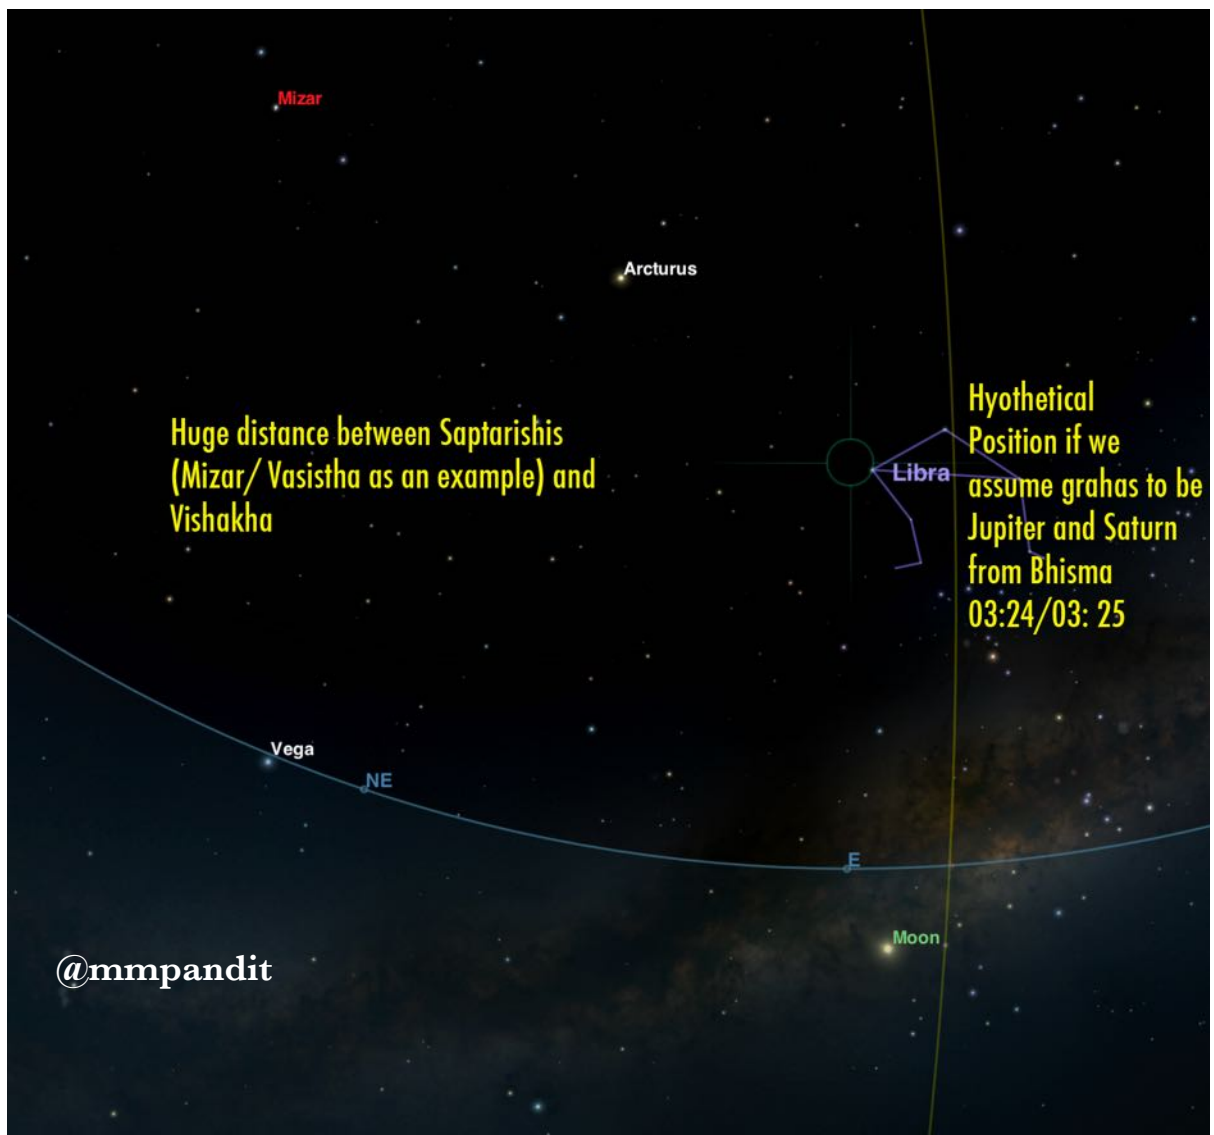 Mizar
Arcturus
Huge distance between Saptarishis
(Mizar/ Vasistha as an example) and
Vishakha
Hyothetical
Position if we
assume grahas to be
Jupiter and Saturn
from Bhisma
03:24/03: 25
Libra
Vega
NE
E
Moon
@mmpandit